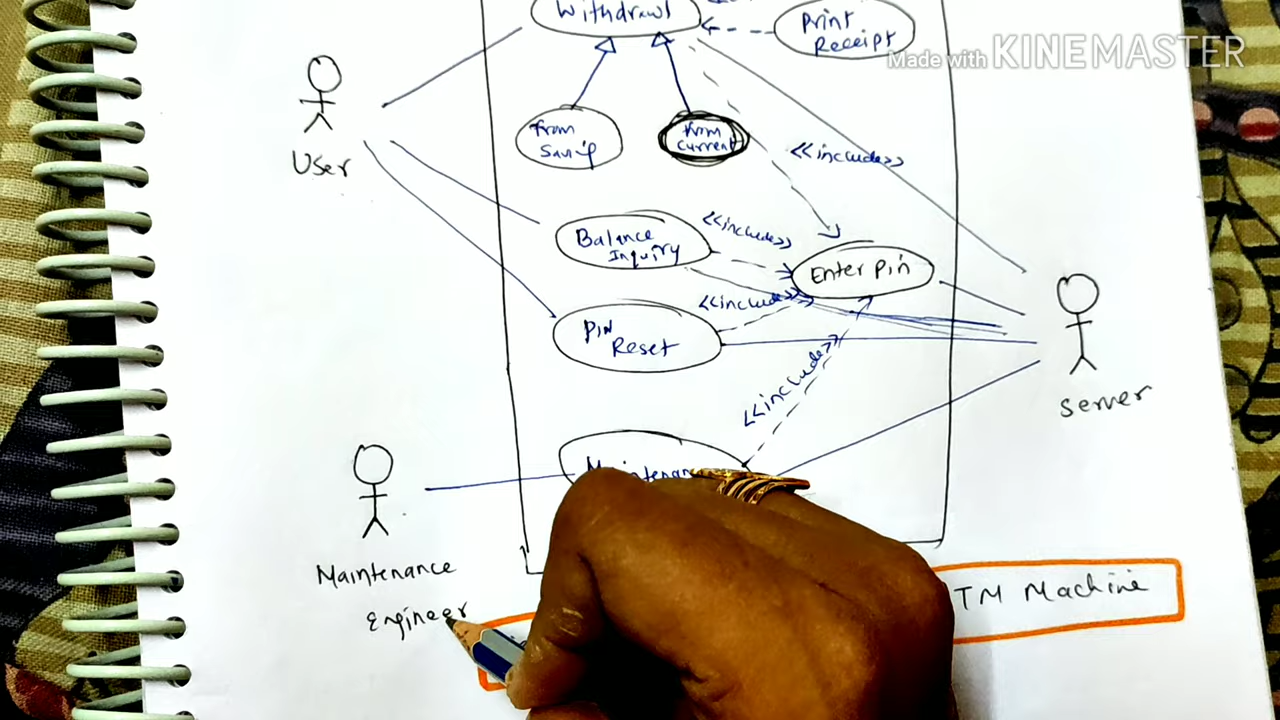 Withdrawl
Print
Receipt
Made with KINEMASTER
from
Saving
from
Current
<<include>>
User
<<include>>
Balance
Inquiry
Enter Pin
<<include>>
Pin
Reset
<<include>>
Server
Maintenance
Maintenance
Engineer
TM Machine